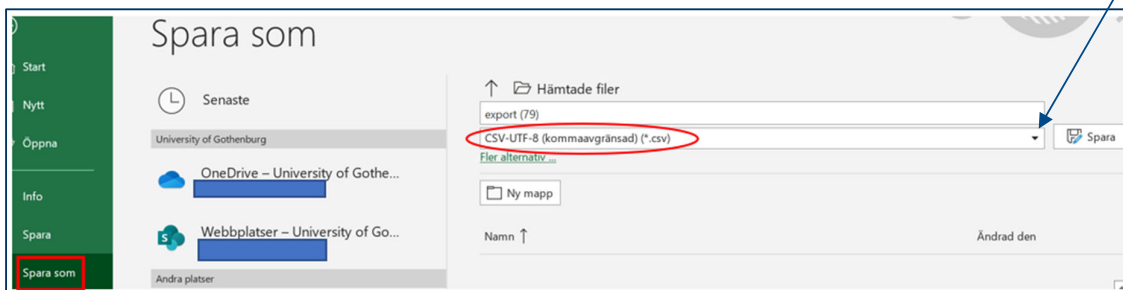 Spara som
Start
Nytt
Öppna
Info
Spara
Spara som
Senaste
University of Gothenburg
OneDrive – University of Gothe...
Webbplatser – University of Go...
Andra platser
Hämtade filer
export (79)
CSV-UTF-8 (kommaavgränsad) (*.csv)
Spara
Fler alternativ ...
Ny mapp
Namn ↑
Ändrad den